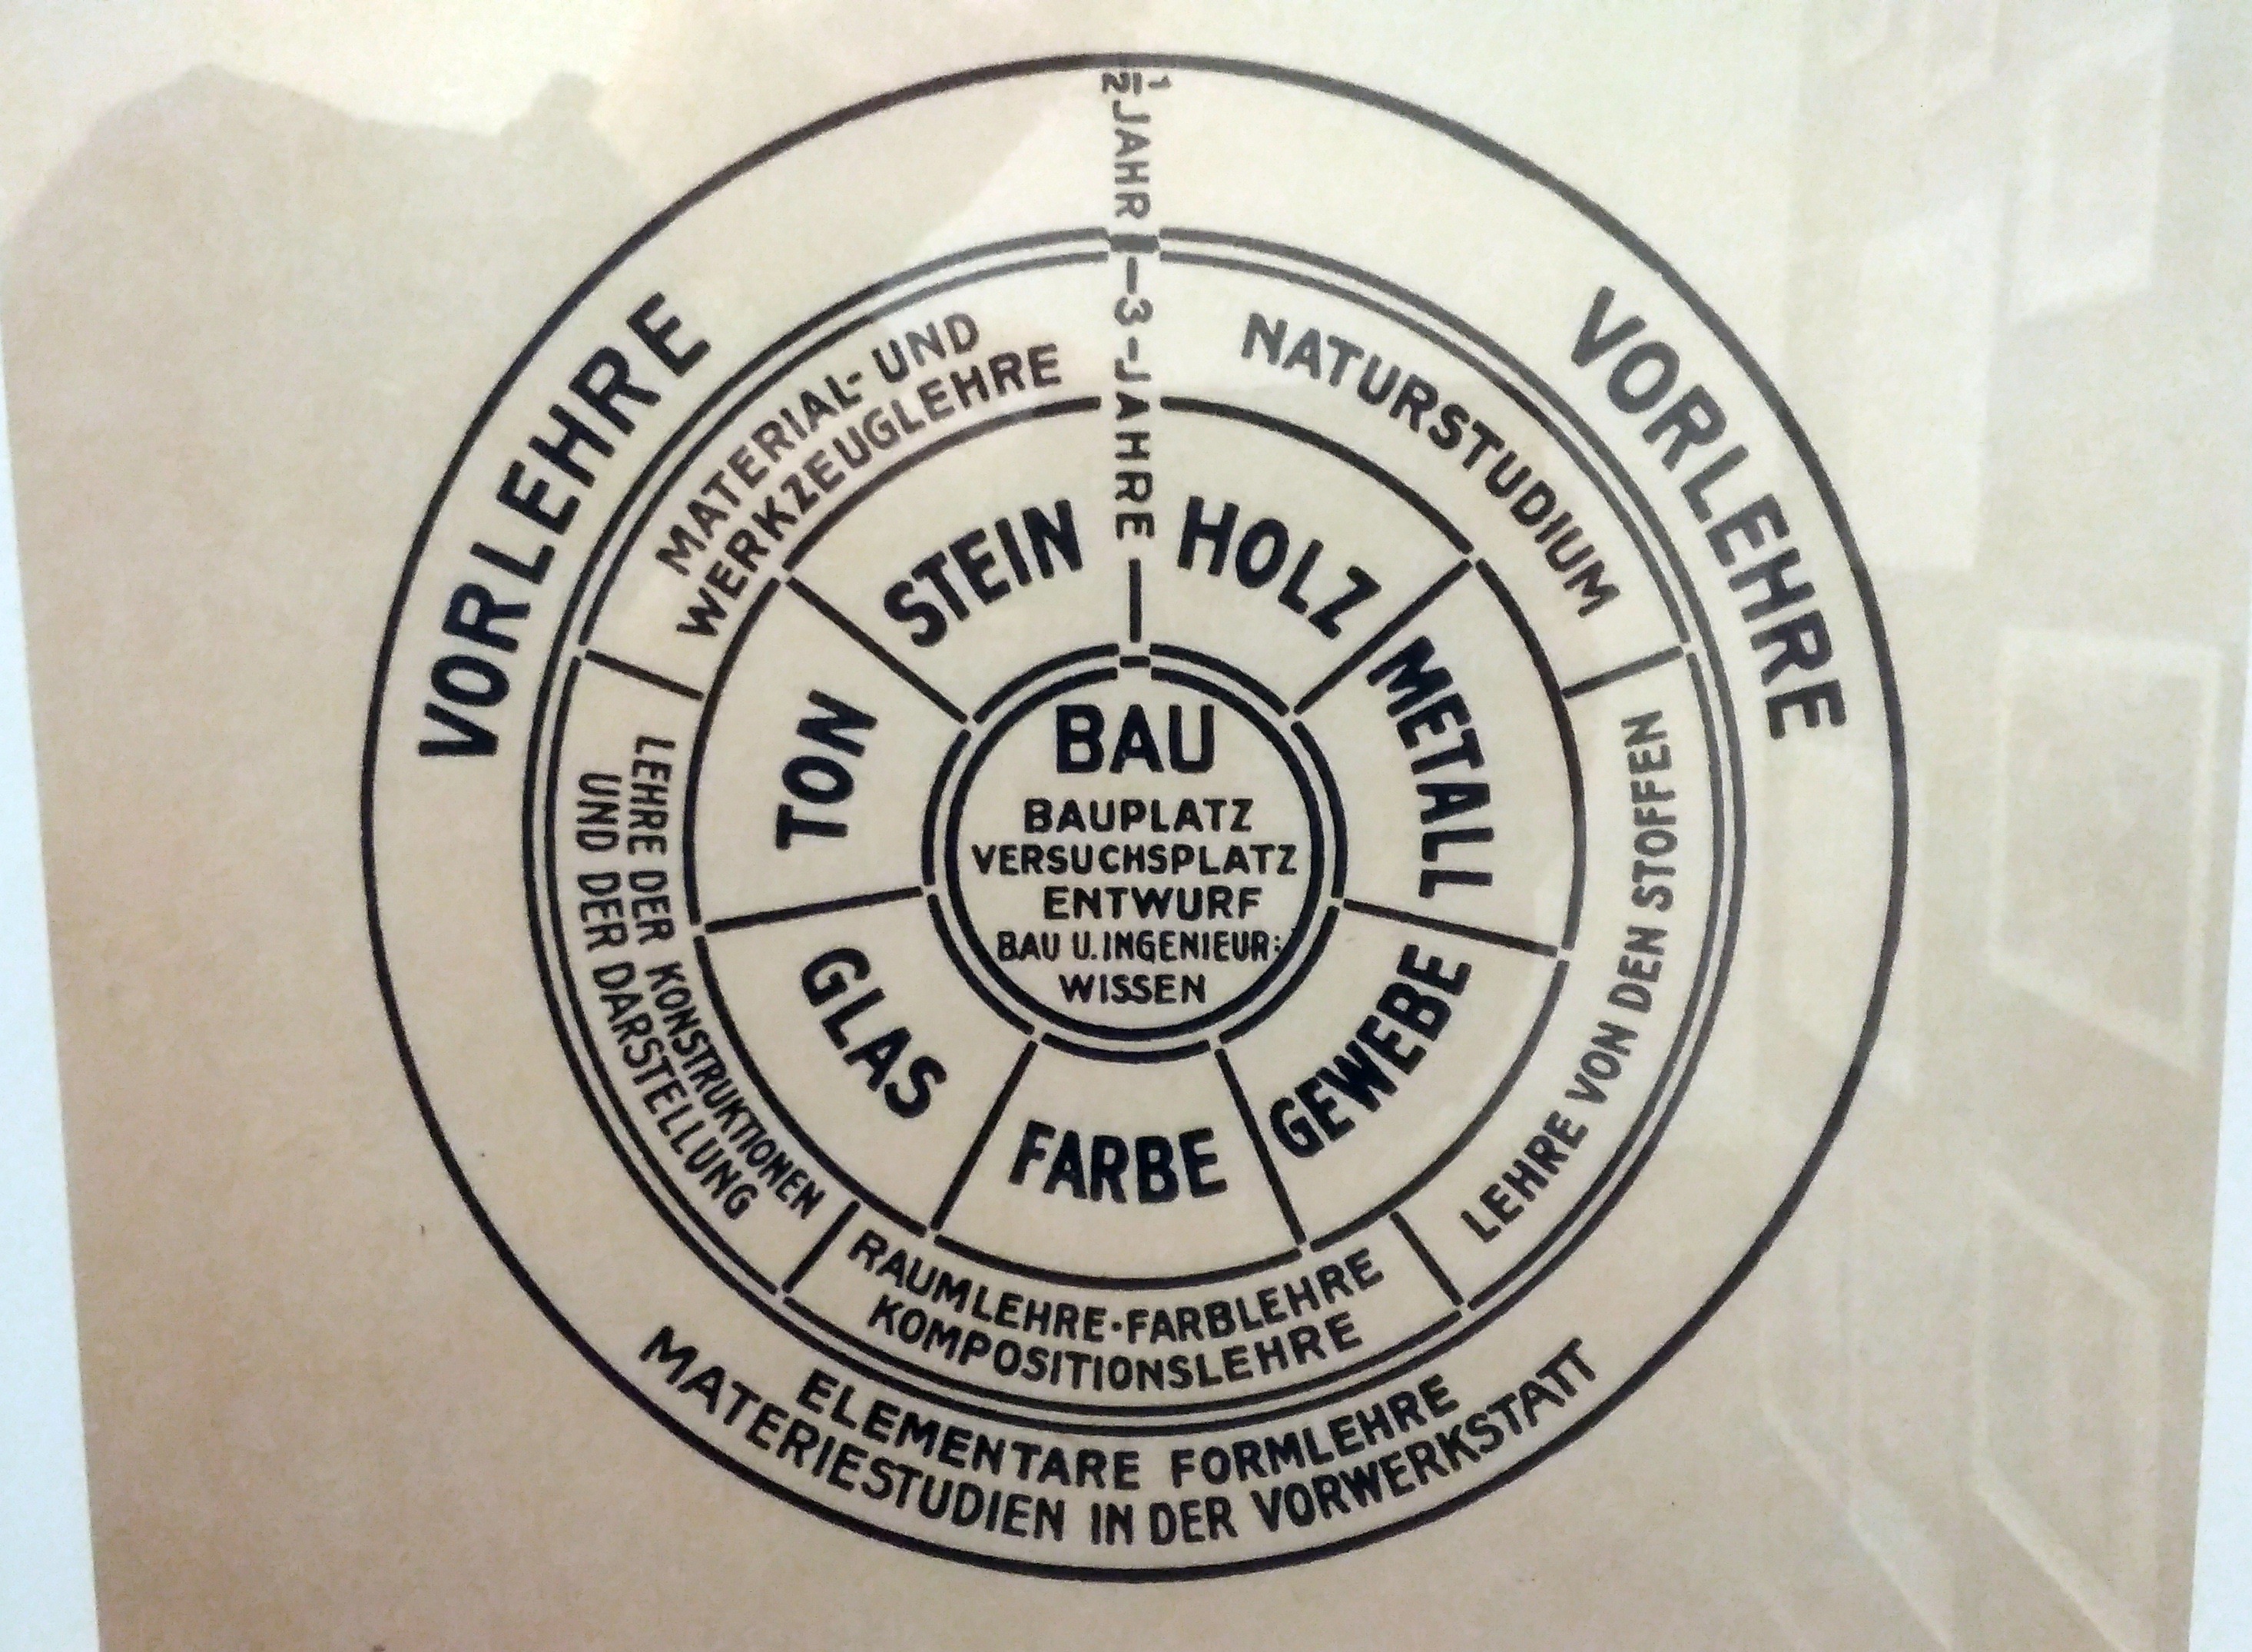 ½ JAHR
VORLEHRE
VORLEHRE
ELEMENTARE FORMLEHRE
MATERIESTUDIEN IN DER VORWERKSTATT
-3-JAHRE
NATURSTUDIUM
LEHRE VON DEN STOFFEN
RAUMLEHRE·FARBLEHRE
KOMPOSITIONSLEHRE
LEHRE DER KONSTRUKTIONEN
UND DER DARSTELLUNG
MATERIAL- UND
WERKZEUGLEHRE
HOLZ
METALL
GEWEBE
FARBE
GLAS
TON
STEIN
BAU
BAUPLATZ
VERSUCHSPLATZ
ENTWURF
BAU U. INGENIEUR:
WISSEN